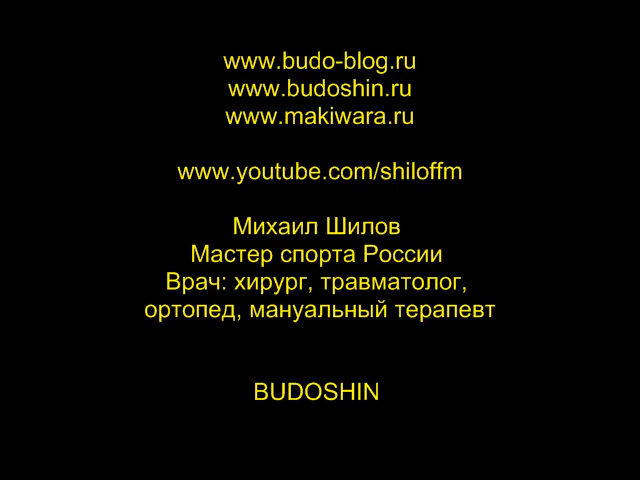 www.budo-blog.ru
www.budoshin.ru
www.makiwara.ru
www.youtube.com/shiloffm
Михаил Шилов
Мастер спорта России
Врач: хирург, травматолог,
ортопед, мануальный терапевт
BUDOSHIN